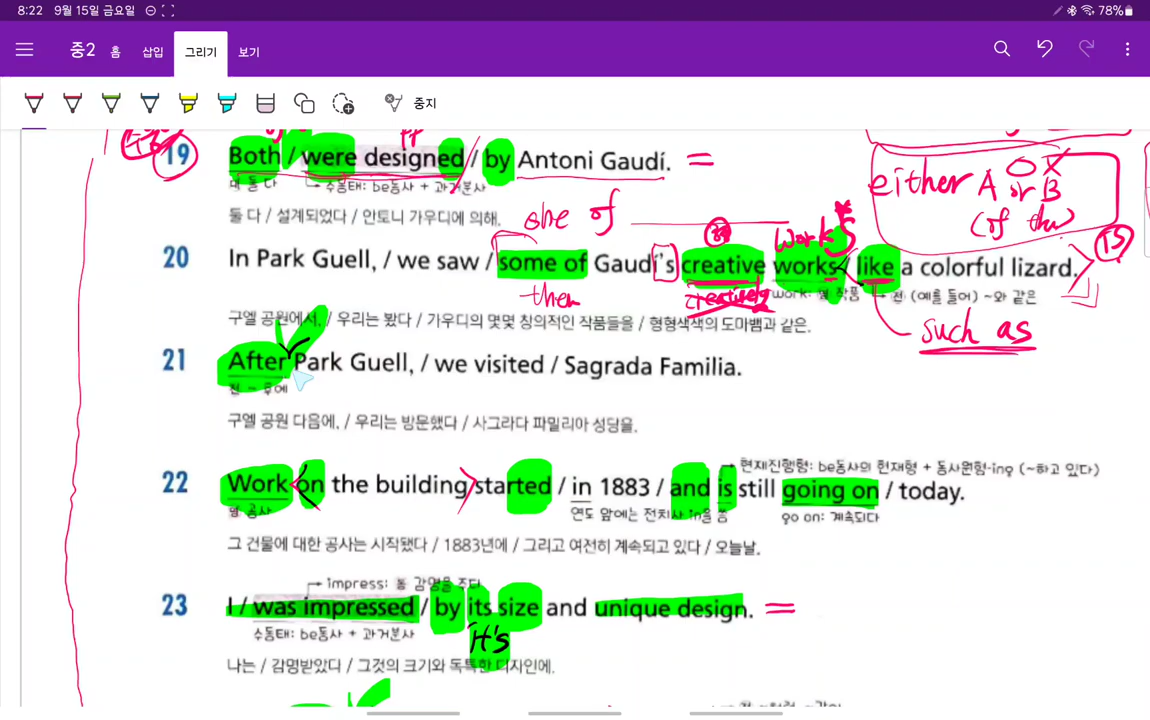 8:22 9월 15일 금요일 78%
중2 홈 삽입 그리기 보기
중지
either A or B
O X
19 Both / were designed / by Antoni Gaudí. =
수동태: be동사 + 과거분사
둘 다 / 설계되었다 / 안토니 가우디에 의해.
one of
works
15
20 In Park Guell, / we saw / some of Gaudí's creative works / like a colorful lizard.
them
creatively
work: 명 작품
전 (예를 들어) ~와 같은
such as
구엘 공원에서, / 우리는 봤다 / 가우디의 몇몇 창의적인 작품들을 / 형형색색의 도마뱀과 같은.
21 After Park Guell, / we visited / Sagrada Familia.
전 ~ 후에
구엘 공원 다음에, / 우리는 방문했다 / 사그라다 파밀리아 성당을.
현재진행형: be동사의 현재형 + 동사원형-ing (~하고 있다)
22 Work on the building started / in 1883 / and is still going on / today.
명 공사
연도 앞에는 전치사 in을 씀
go on: 계속되다
그 건물에 대한 공사는 시작됐다 / 1883년에 / 그리고 여전히 계속되고 있다 / 오늘날.
impress: 동 감명을 주다
23 I / was impressed / by its size and unique design. =
수동태: be동사 + 과거분사
it's
나는 / 감명받았다 / 그것의 크기와 독특한 디자인에.